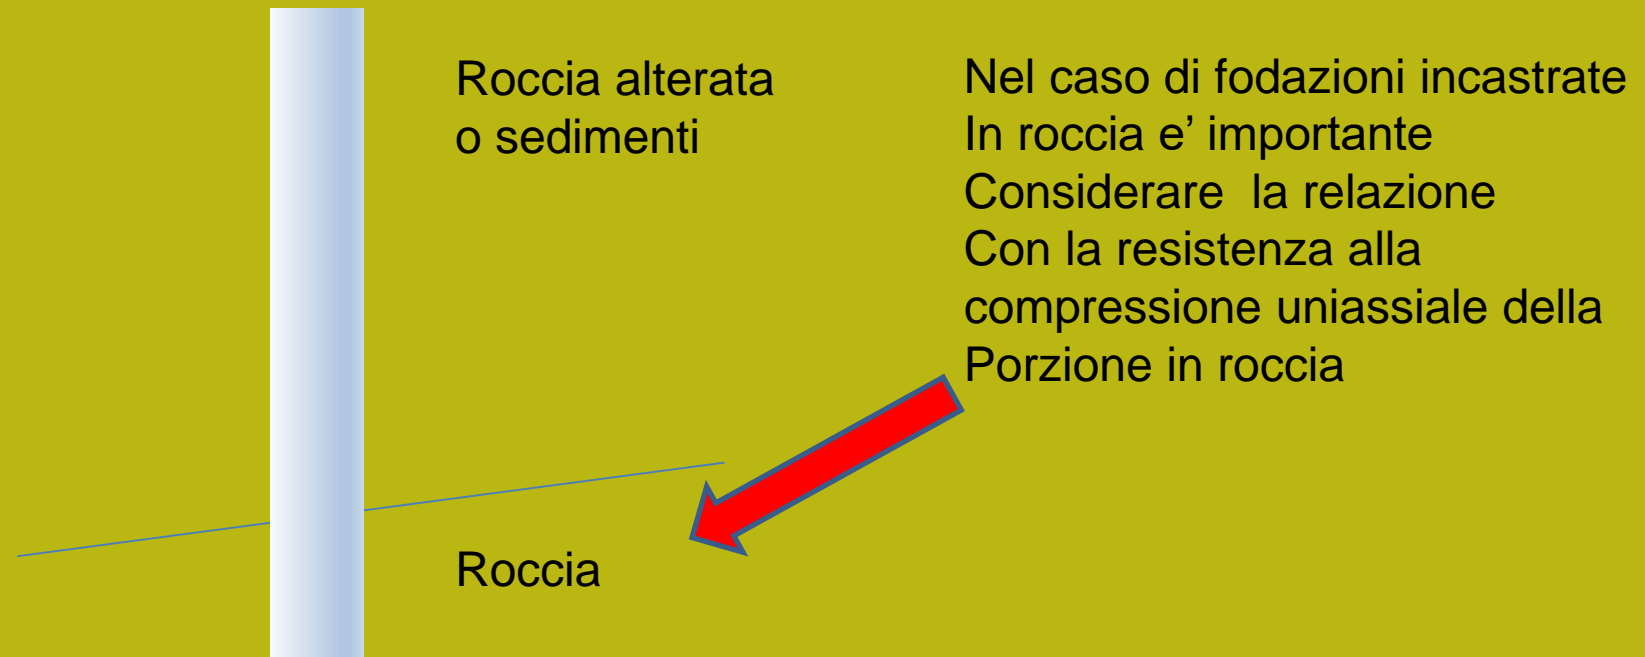 Roccia alterata
o sedimenti
Nel caso di fodazioni incastrate
In roccia e’ importante
Considerare  la relazione
Con la resistenza alla
compressione uniassiale della
Porzione in roccia
Roccia